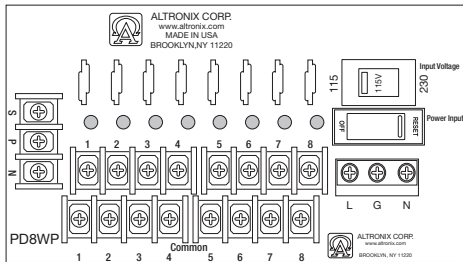 ALTRONIX CORP.
www.altronix.com
MADE IN USA
BROOKLYN,NY 11220
Input Voltage
115
115V
230
Power Input
OFF
RESET
S
P
N
1 2 3 4 5 6 7 8
L G N
PD8WP
Common
1 2 3 4 5 6 7 8
ALTRONIX CORP.
www.altronix.com
BROOKLYN, NY 11220